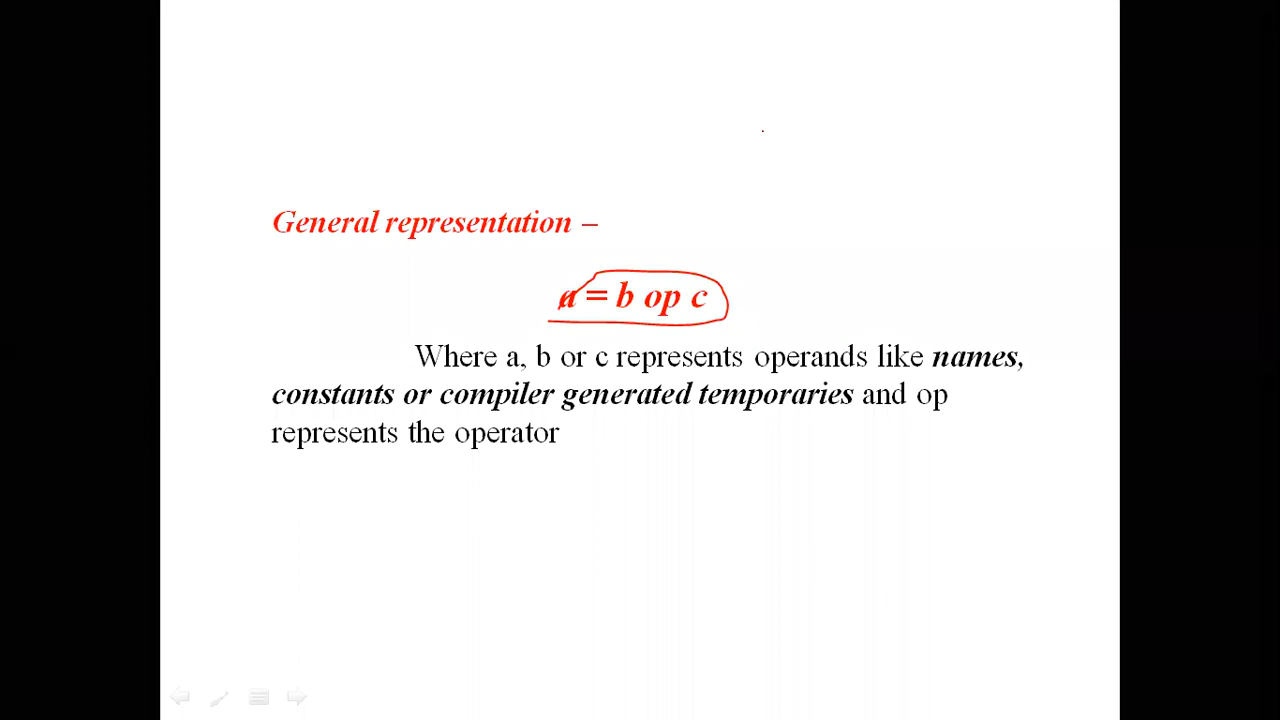 General representation –
a = b op c
Where a, b or c represents operands like names,
constants or compiler generated temporaries and op
represents the operator